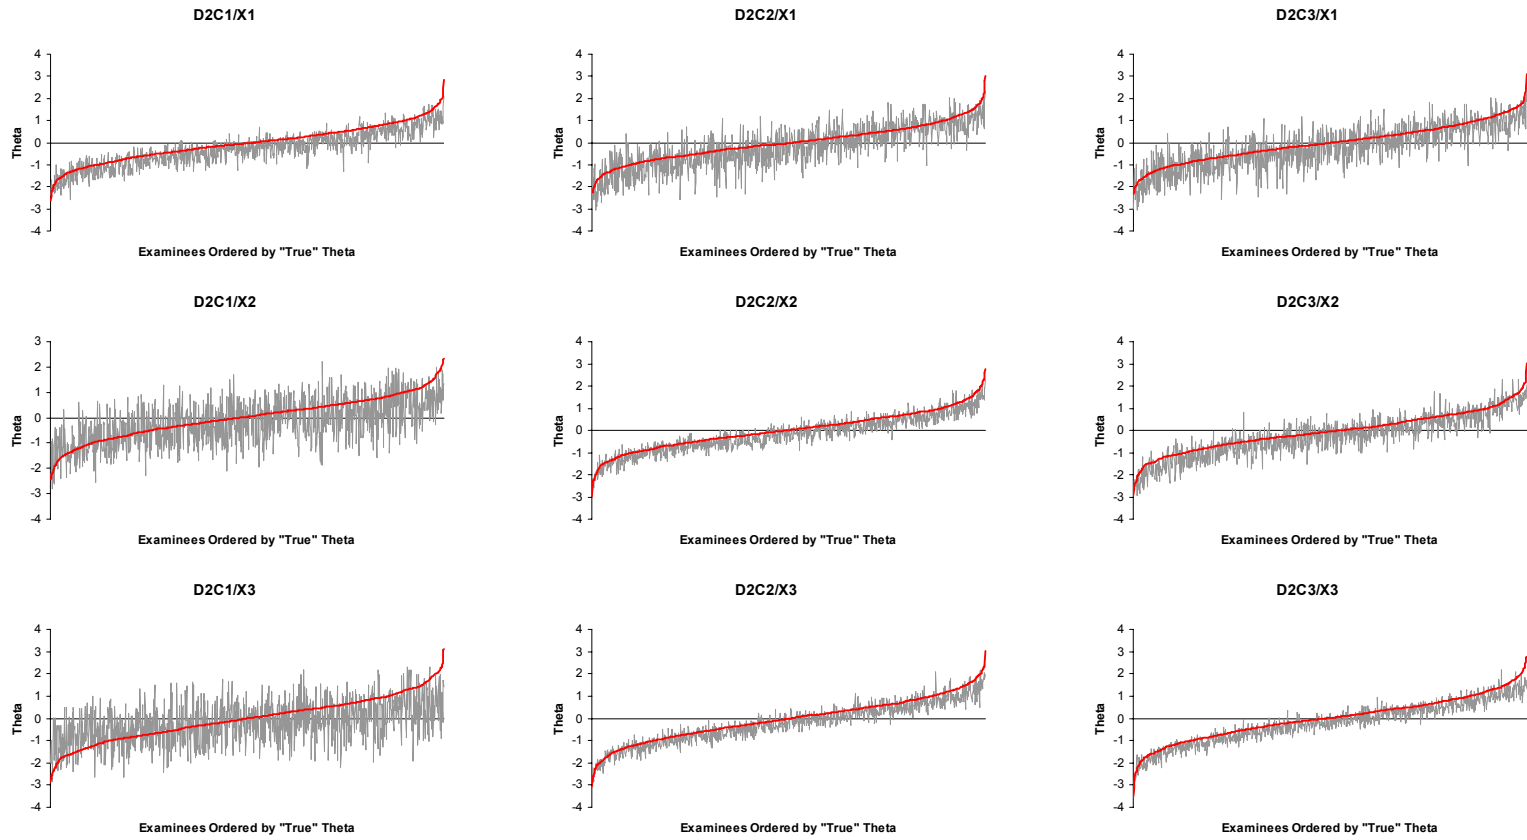 D2C1/X1
D2C2/X1
D2C3/X1
4
3
2
1
0
-1
-2
-3
-4
Theta
Examinees Ordered by "True" Theta
4
3
2
1
0
-1
-2
-3
-4
Theta
Examinees Ordered by "True" Theta
4
3
2
1
0
-1
-2
-3
-4
Theta
Examinees Ordered by "True" Theta
D2C1/X2
D2C2/X2
D2C3/X2
3
2
1
0
-1
-2
-3
-4
Theta
Examinees Ordered by "True" Theta
4
3
2
1
0
-1
-2
-3
-4
Theta
Examinees Ordered by "True" Theta
4
3
2
1
0
-1
-2
-3
-4
Theta
Examinees Ordered by "True" Theta
D2C1/X3
D2C2/X3
D2C3/X3
4
3
2
1
0
-1
-2
-3
-4
Theta
Examinees Ordered by "True" Theta
4
3
2
1
0
-1
-2
-3
-4
Theta
Examinees Ordered by "True" Theta
4
3
2
1
0
-1
-2
-3
-4
Theta
Examinees Ordered by "True" Theta